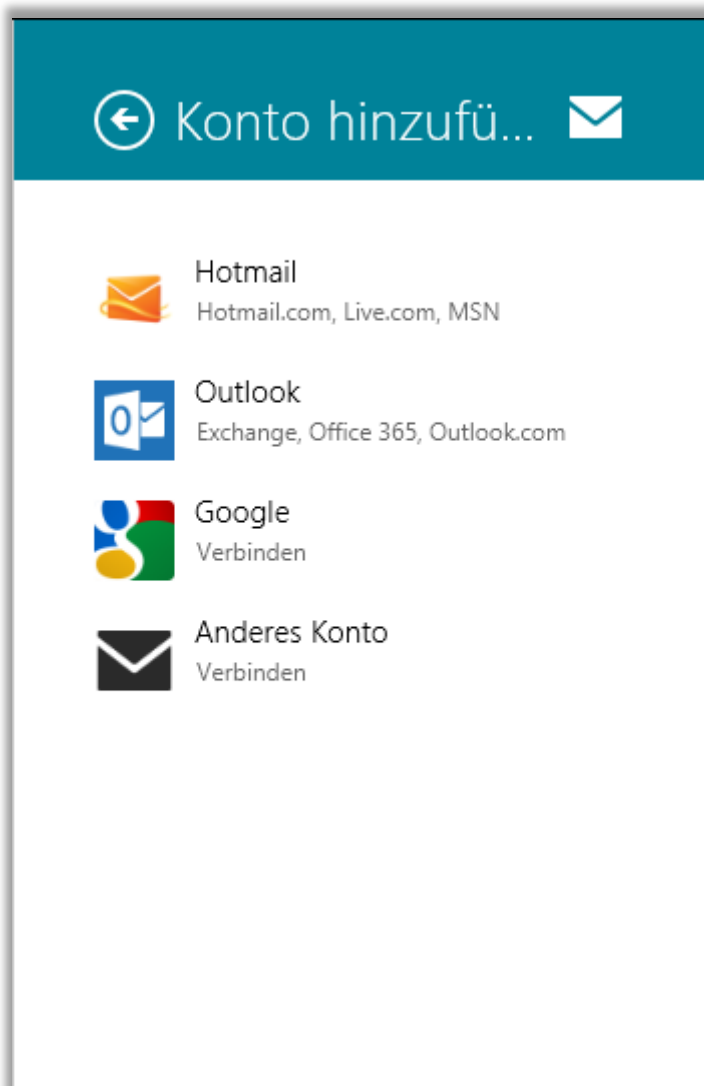 Konto hinzufü...
Hotmail
Hotmail.com, Live.com, MSN
Outlook
Exchange, Office 365, Outlook.com
Google
Verbinden
Anderes Konto
Verbinden